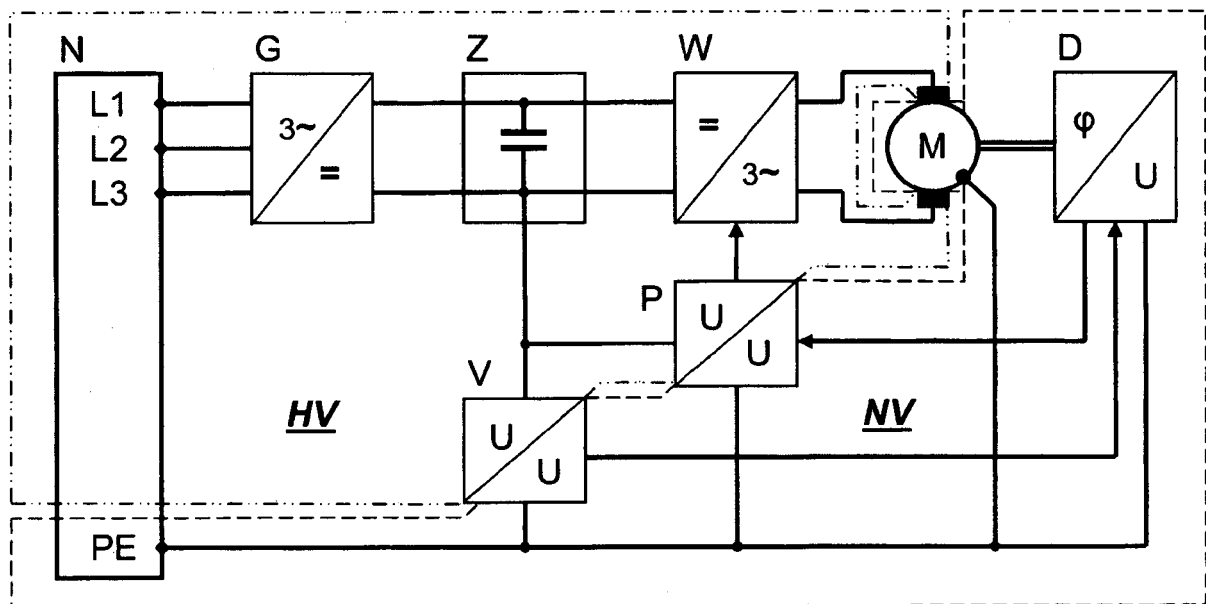 N G Z W D
L1
L2
L3
3~
=
=
3~
M
φ
U
P
U
U
V
U
U
HV
NV
PE